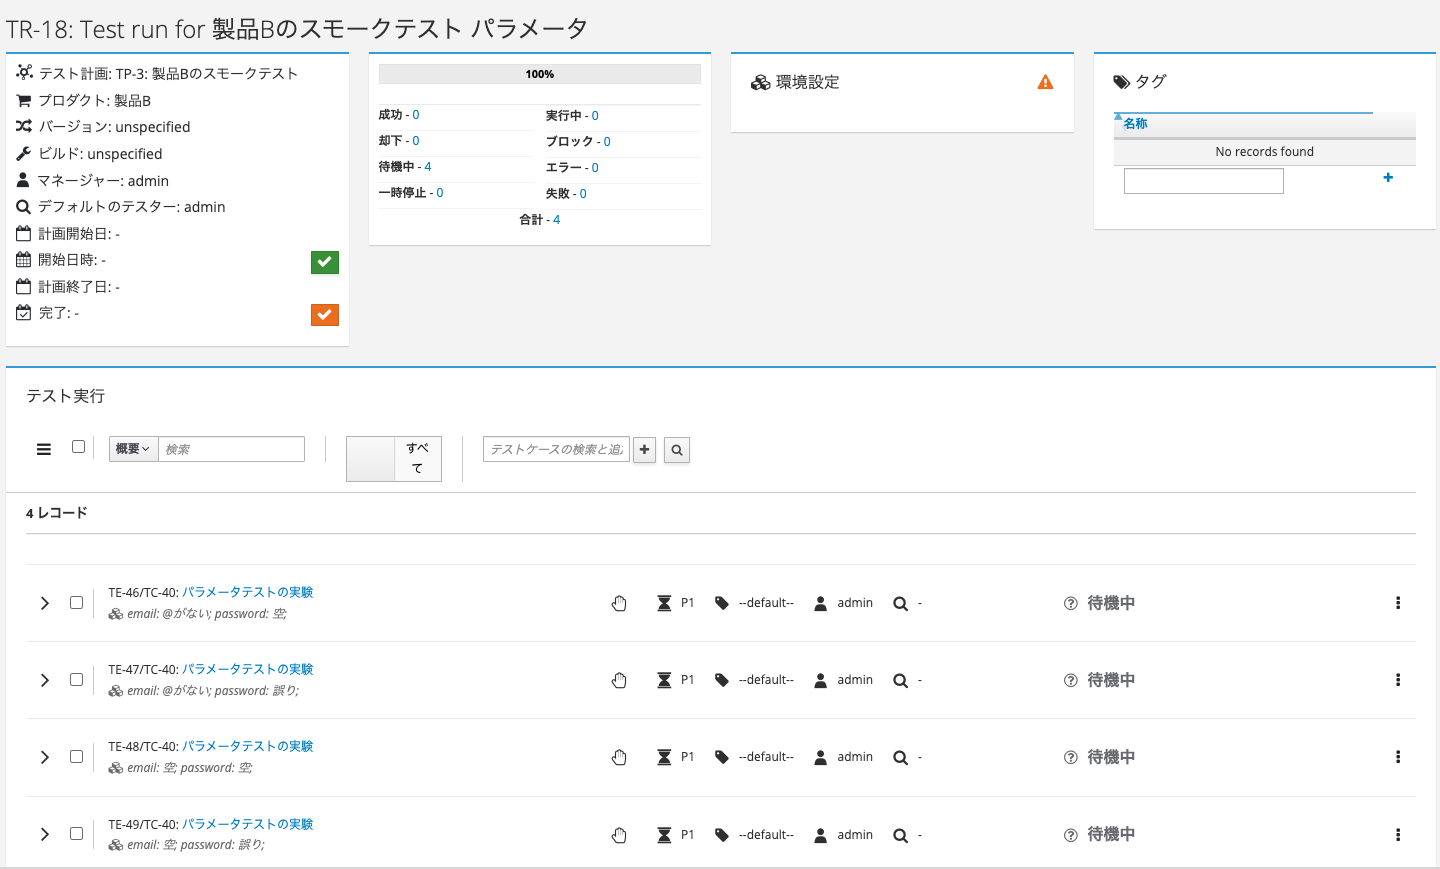 TR-18: Test run for 製品Bのスモークテスト パラメータ
テスト計画: TP-3: 製品Bのスモークテスト
プロダクト: 製品B
バージョン: unspecified
ビルド: unspecified
マネージャー: admin
デフォルトのテスター: admin
計画開始日: -
開始日時: -
計画終了日: -
完了: -
100%
成功 - 0
実行中 - 0
却下 - 0
ブロック - 0
待機中 - 4
エラー - 0
一時停止 - 0
失敗 - 0
合計 - 4
環境設定
タグ
名称
No records found
テスト実行
概要
検索
すべ
て
テストケースの検索と追
4 レコード
TE-46/TC-40: パラメータテストの実験
email: @がない; password: 空;
P1 --default-- admin -
待機中
TE-47/TC-40: パラメータテストの実験
email: @がない; password: 誤り;
P1 --default-- admin -
待機中
TE-48/TC-40: パラメータテストの実験
email: 空; password: 空;
P1 --default-- admin -
待機中
TE-49/TC-40: パラメータテストの実験
email: 空; password: 誤り;
P1 --default-- admin -
待機中